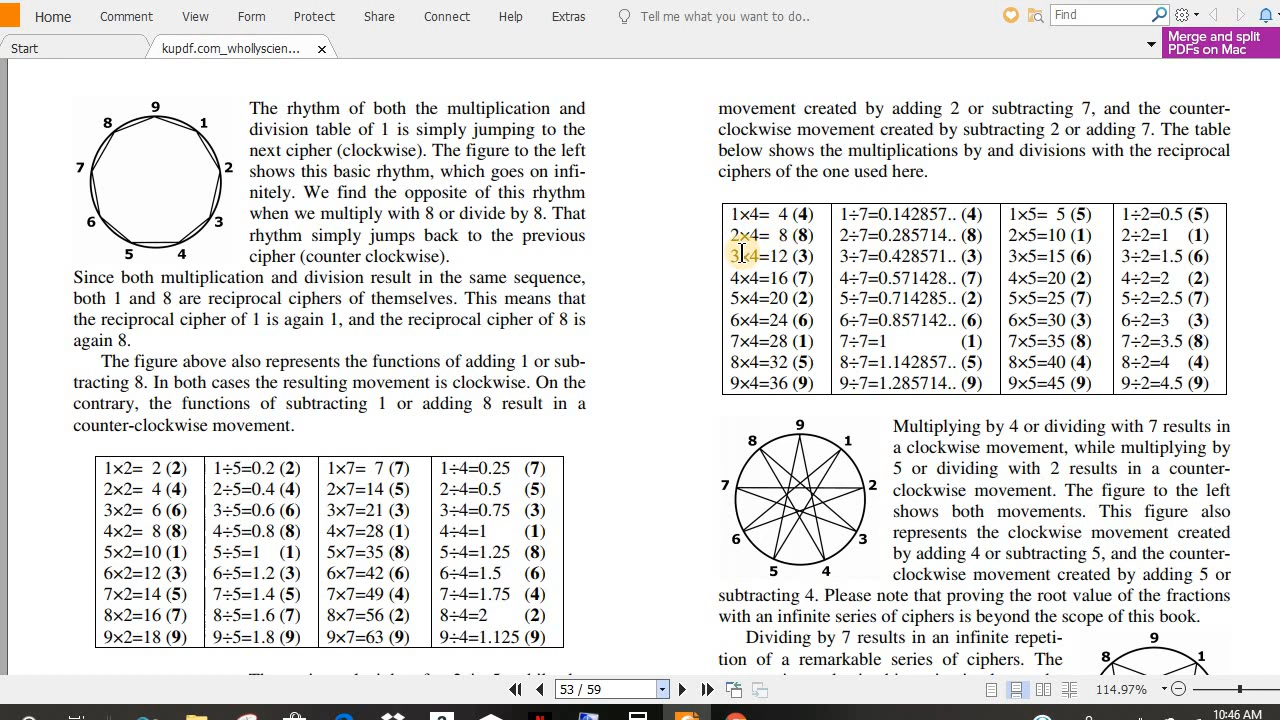 Home Comment View Form Protect Share Connect Help Extras Tell me what you want to do.. Find
Start kupdf.com_whollyscien... × Merge and split
PDFs on Mac
9
8 1
7 2
6 3
5 4
The rhythm of both the multiplication and
division table of 1 is simply jumping to the
next cipher (clockwise). The figure to the left
shows this basic rhythm, which goes on infi-
nitely. We find the opposite of this rhythm
when we multiply with 8 or divide by 8. That
rhythm simply jumps back to the previous
cipher (counter clockwise).
Since both multiplication and division result in the same sequence,
both 1 and 8 are reciprocal ciphers of themselves. This means that
the reciprocal cipher of 1 is again 1, and the reciprocal cipher of 8 is
again 8.
The figure above also represents the functions of adding 1 or sub-
tracting 8. In both cases the resulting movement is clockwise. On the
contrary, the functions of subtracting 1 or adding 8 result in a
counter-clockwise movement.
1×2= 2 (2) 1÷5=0.2 (2) 1×7= 7 (7) 1÷4=0.25 (7)
2×2= 4 (4) 2÷5=0.4 (4) 2×7=14 (5) 2÷4=0.5 (5)
3×2= 6 (6) 3÷5=0.6 (6) 3×7=21 (3) 3÷4=0.75 (3)
4×2= 8 (8) 4÷5=0.8 (8) 4×7=28 (1) 4÷4=1 (1)
5×2=10 (1) 5÷5=1 (1) 5×7=35 (8) 5÷4=1.25 (8)
6×2=12 (3) 6÷5=1.2 (3) 6×7=42 (6) 6÷4=1.5 (6)
7×2=14 (5) 7÷5=1.4 (5) 7×7=49 (4) 7÷4=1.75 (4)
8×2=16 (7) 8÷5=1.6 (7) 8×7=56 (2) 8÷4=2 (2)
9×2=18 (9) 9÷5=1.8 (9) 9×7=63 (9) 9÷4=1.125 (9)
movement created by adding 2 or subtracting 7, and the counter-
clockwise movement created by subtracting 2 or adding 7. The table
below shows the multiplications by and divisions with the reciprocal
ciphers of the one used here.
1×4= 4 (4) 1÷7=0.142857.. (4) 1×5= 5 (5) 1÷2=0.5 (5)
2×4= 8 (8) 2÷7=0.285714.. (8) 2×5=10 (1) 2÷2=1 (1)
3×4=12 (3) 3÷7=0.428571.. (3) 3×5=15 (6) 3÷2=1.5 (6)
4×4=16 (7) 4÷7=0.571428.. (7) 4×5=20 (2) 4÷2=2 (2)
5×4=20 (2) 5÷7=0.714285.. (2) 5×5=25 (7) 5÷2=2.5 (7)
6×4=24 (6) 6÷7=0.857142.. (6) 6×5=30 (3) 6÷2=3 (3)
7×4=28 (1) 7÷7=1 (1) 7×5=35 (8) 7÷2=3.5 (8)
8×4=32 (5) 8÷7=1.142857.. (5) 8×5=40 (4) 8÷2=4 (4)
9×4=36 (9) 9÷7=1.285714.. (9) 9×5=45 (9) 9÷2=4.5 (9)
9
8 1
7 2
6 3
5 4
Multiplying by 4 or dividing with 7 results in
a clockwise movement, while multiplying by
5 or dividing with 2 results in a counter-
clockwise movement. The figure to the left
shows both movements. This figure also
represents the clockwise movement created
by adding 4 or subtracting 5, and the counter-
clockwise movement created by adding 5 or
subtracting 4. Please note that proving the root value of the fractions
with an infinite series of ciphers is beyond the scope of this book.
Dividing by 7 results in an infinite repeti-
tion of a remarkable series of ciphers. The
9
8 1
53 / 59 114.97%
10:46 AM